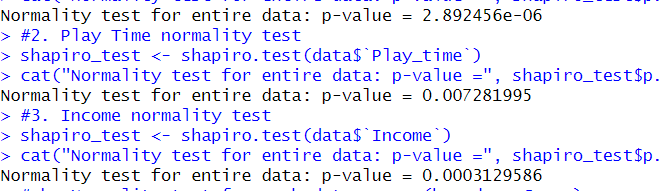 Normality test for entire data: p-value = 2.892456e-06
> #2. Play Time normality test
> shapiro_test <- shapiro.test(data$`Play_time`)
> cat("Normality test for entire data: p-value =", shapiro_test$p.
Normality test for entire data: p-value = 0.007281995
> #3. Income normality test
> shapiro_test <- shapiro.test(data$`Income`)
> cat("Normality test for entire data: p-value =", shapiro_test$p.
Normality test for entire data: p-value = 0.0003129586